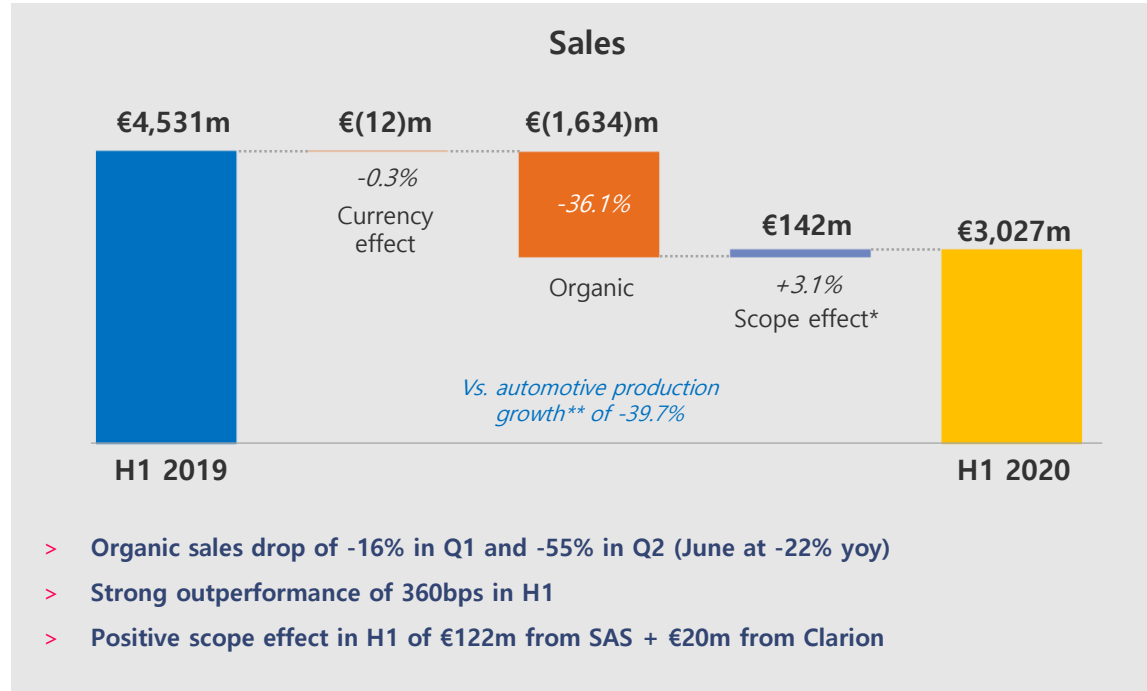 Sales
€4,531m
€(12)m
€(1,634)m
-0.3%
Currency
effect
-36.1%
Organic
€142m
+3.1%
Scope effect*
€3,027m
Vs. automotive production
growth** of -39.7%
H1 2019
H1 2020
> Organic sales drop of -16% in Q1 and -55% in Q2 (June at -22% yoy)
> Strong outperformance of 360bps in H1
> Positive scope effect in H1 of €122m from SAS + €20m from Clarion